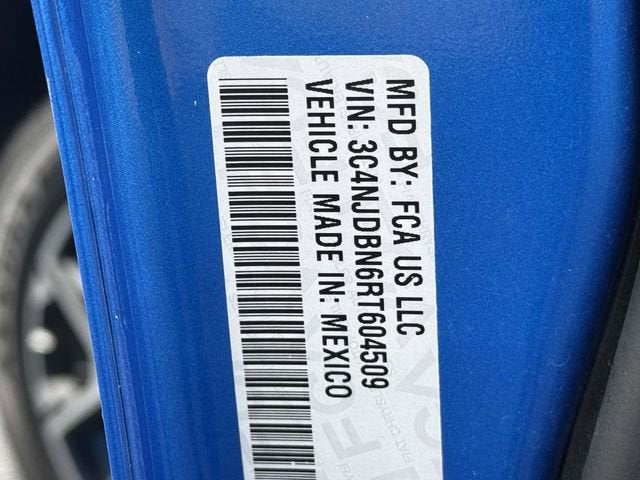 MFD BY: FCA US LLC
VIN: 3C4NJDBN6RT604509
VEHICLE MADE IN: MEXICO